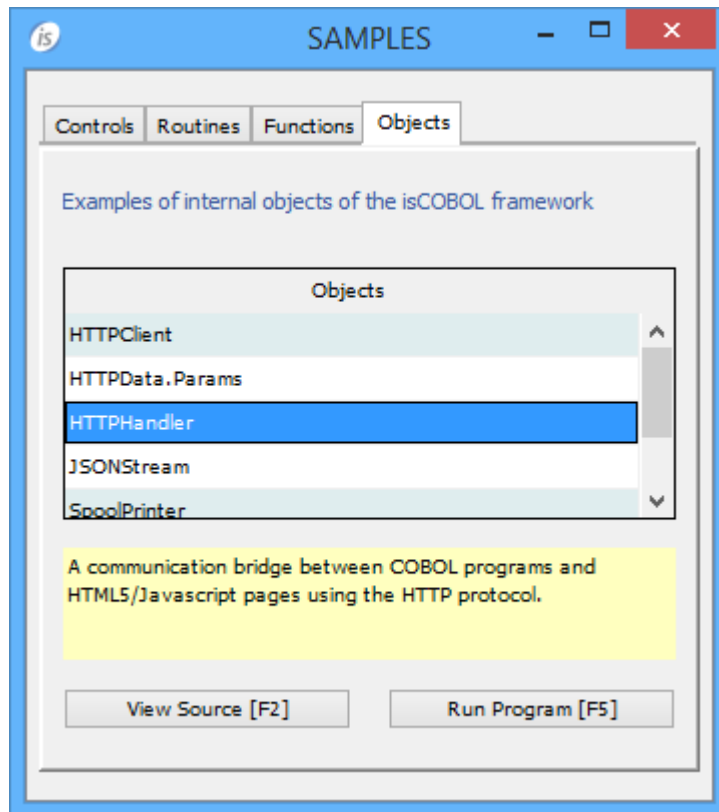 is
SAMPLES
Controls Routines Functions Objects
Examples of internal objects of the isCOBOL framework
Objects
HTTPClient
HTTPData.Params
HTTPHandler
JSONStream
SpoolPrinter
A communication bridge between COBOL programs and
HTML5/Javascript pages using the HTTP protocol.
View Source [F2] Run Program [F5]